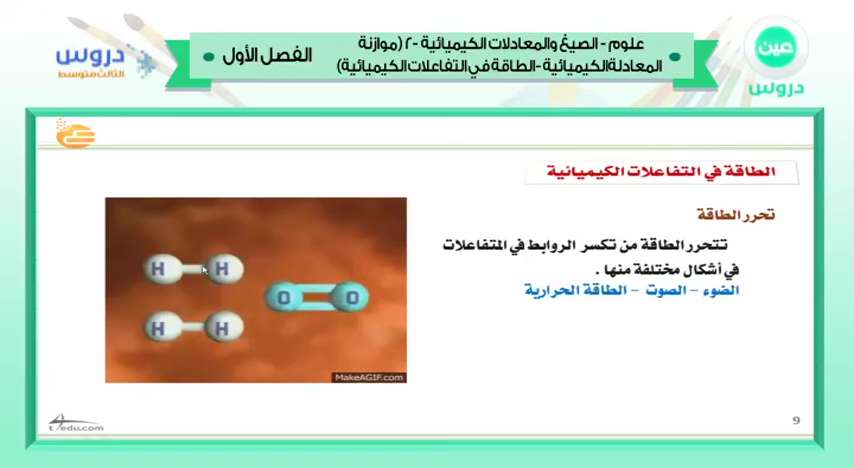 عين
دروس
علوم - الصيغ والمعادلات الكيميائية -٢ (موازنة
المعادلة الكيميائية -الطاقة في التفاعلات الكيميائية)
الفصل الأول
دروس
الثالث متوسط
الطاقة في التفاعلات الكيميائية
تحرر الطاقة
تتحرر الطاقة من تكسر الروابط في المتفاعلات
في أشكال مختلفة منها .
الضوء - الصوت - الطاقة الحرارية
H H
O O
H H
MakeAGIF.com
t4edu.com
9